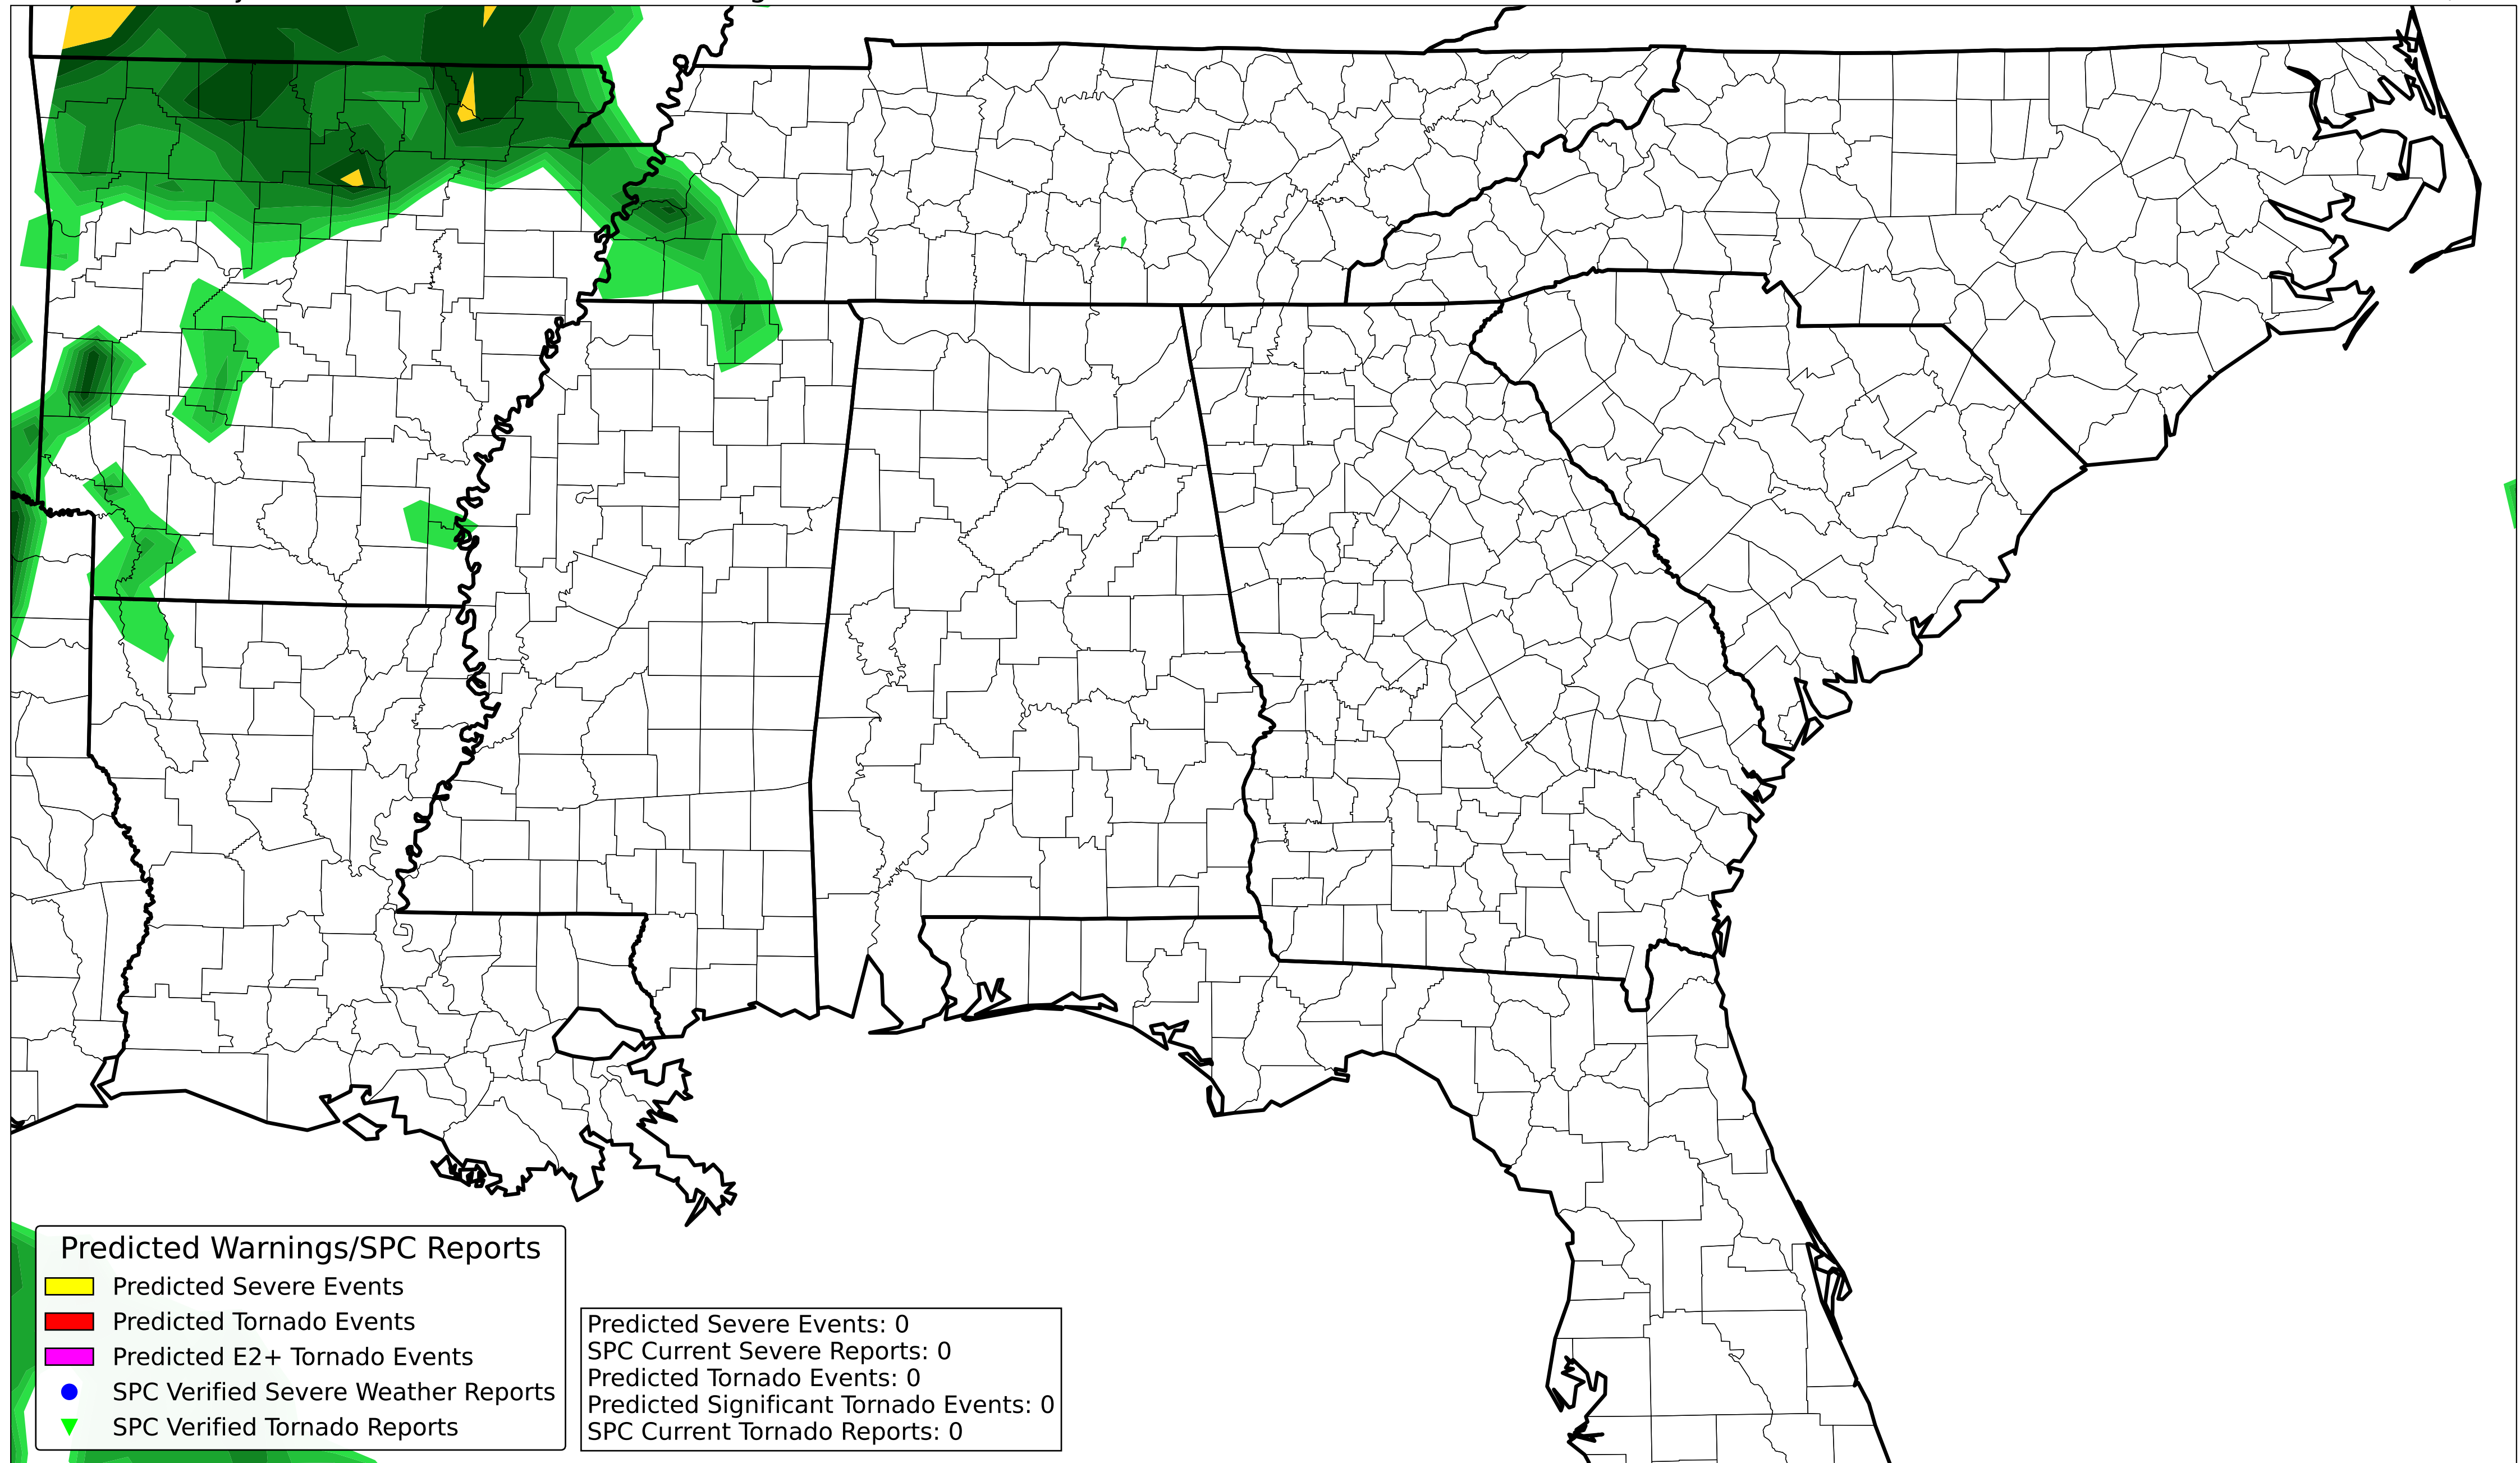 Predicted Warnings/SPC Reports
Predicted Severe Events
Predicted Tornado Events
Predicted E2+ Tornado Events
SPC Verified Severe Weather Reports
SPC Verified Tornado Reports
Predicted Severe Events: 0
SPC Current Severe Reports: 0
Predicted Tornado Events: 0
Predicted Significant Tornado Events: 0
SPC Current Tornado Reports: 0